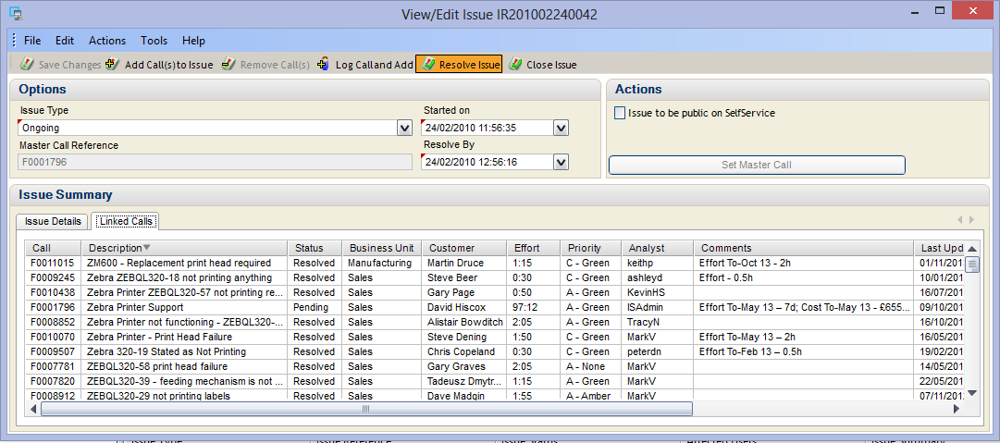 View/Edit Issue IR201002240042
File Edit Actions Tools Help
Save Changes Add Call(s)to Issue Remove Call(s) Log Calland Add Resolve Issue Close Issue
Options
Issue Type
Ongoing
Master Call Reference
F0001796
Started on
24/02/2010 11:56:35
Resolve By
24/02/2010 12:56:16
Actions
Issue to be public on SelfService
Set Master Call
Issue Summary
Issue Details Linked Calls
Call Description Status Business Unit Customer Effort Priority Analyst Comments Last Upd
F0011015 ZM600 - Replacement print head required Resolved Manufacturing Martin Druce 1:15 C - Green keithp Effort To-Oct 13 - 2h 01/11/201
F0009245 Zebra ZEBQL320-18 not printing anything Resolved Sales Steve Beer 0:30 C - Green ashleyd Effort - 0.5h 10/01/201
F0010438 Zebra Printer ZEBQL320-57 not printing re... Resolved Sales Gary Page 0:50 A - Green KevinHS 16/07/201
F0001796 Zebra Printer Support Pending Sales David Hiscox 97:12 A - Green ISAdmin Effort To-May 13 – 7d; Cost To-May 13 - £655... 09/10/201
F0008852 Zebra Printer not functioning - ZEBQL320-... Resolved Sales Alistair Bowditch 2:05 A - Green TracyN 16/10/201
F0010070 Zebra Printer - Print Head Failure Resolved Sales Steve Dening 1:50 C - Green MarkV Effort To-May 13 – 2h 16/05/201
F0009507 Zebra 320-19 Stated as Not Printing Resolved Sales Chris Copeland 0:30 C - Green peterdn Effort To-Feb 13 – 0.5h 19/02/201
F0007781 ZEBQL320-58 print head failure Resolved Sales Gary Graves 2:05 A - None MarkV 14/05/201
F0007820 ZEBQL320-39 - feeding mechanism is not ... Resolved Sales Tadeusz Dmytr... 1:15 A - Green MarkV 22/05/201
F0008912 ZEBQL320-29 not printing labels Resolved Sales Dave Madgin 1:55 A - Amber MarkV 07/11/201
Issue Type Issue Reference Issue Status Affected Users Issue Summary